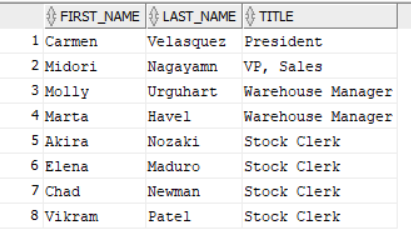 FIRST_NAME LAST_NAME TITLE
1 Carmen Velasquez President
2 Midori Nagayamn VP, Sales
3 Molly Urguhart Warehouse Manager
4 Marta Havel Warehouse Manager
5 Akira Nozaki Stock Clerk
6 Elena Maduro Stock Clerk
7 Chad Newman Stock Clerk
8 Vikram Patel Stock Clerk